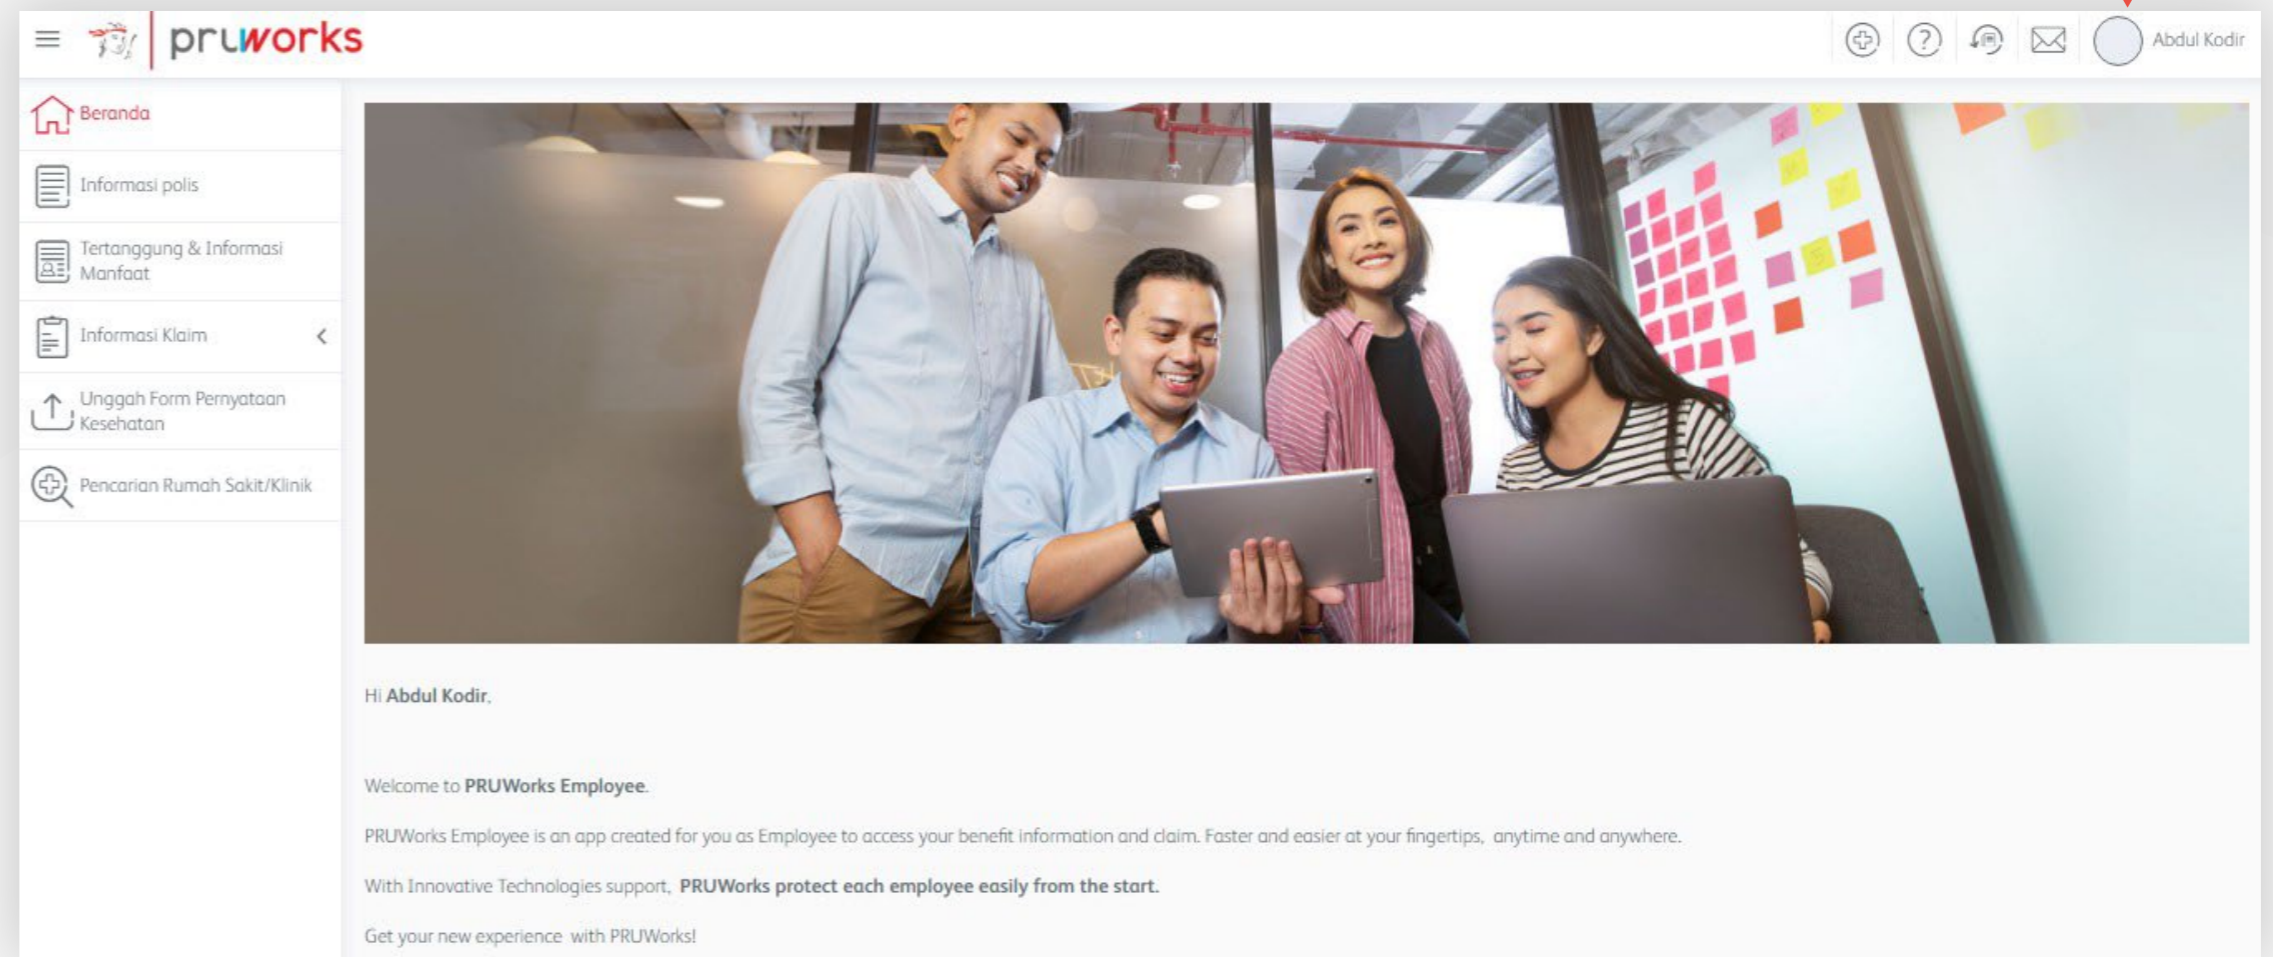 pruworks
Abdul Kodir
Beranda
Informasi polis
Tertanggung & Informasi
Manfaat
Informasi Klaim
Unggah Form Pernyataan
Kesehatan
Pencarian Rumah Sakit/Klinik
Hi Abdul Kodir,
Welcome to PRUWorks Employee.
PRUWorks Employee is an app created for you as Employee to access your benefit information and claim. Faster and easier at your fingertips, anytime and anywhere.
With Innovative Technologies support, PRUWorks protect each employee easily from the start.
Get your new experience with PRUWorks!